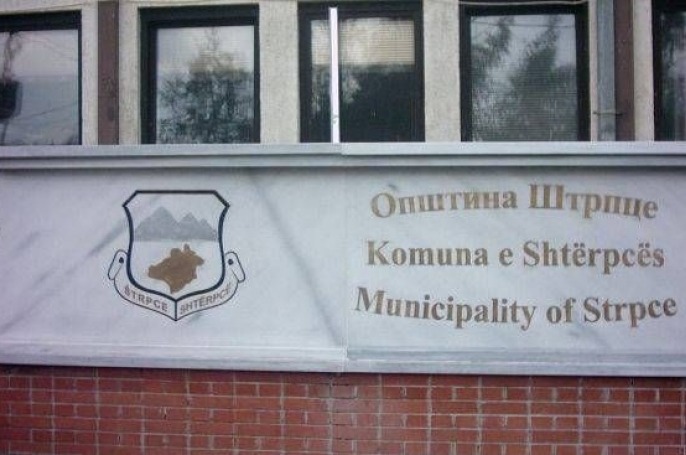 Општина Штрпце
Komuna e Shtërpcës
Municipality of Strpce
ŠTRPCE SHTËRPCË